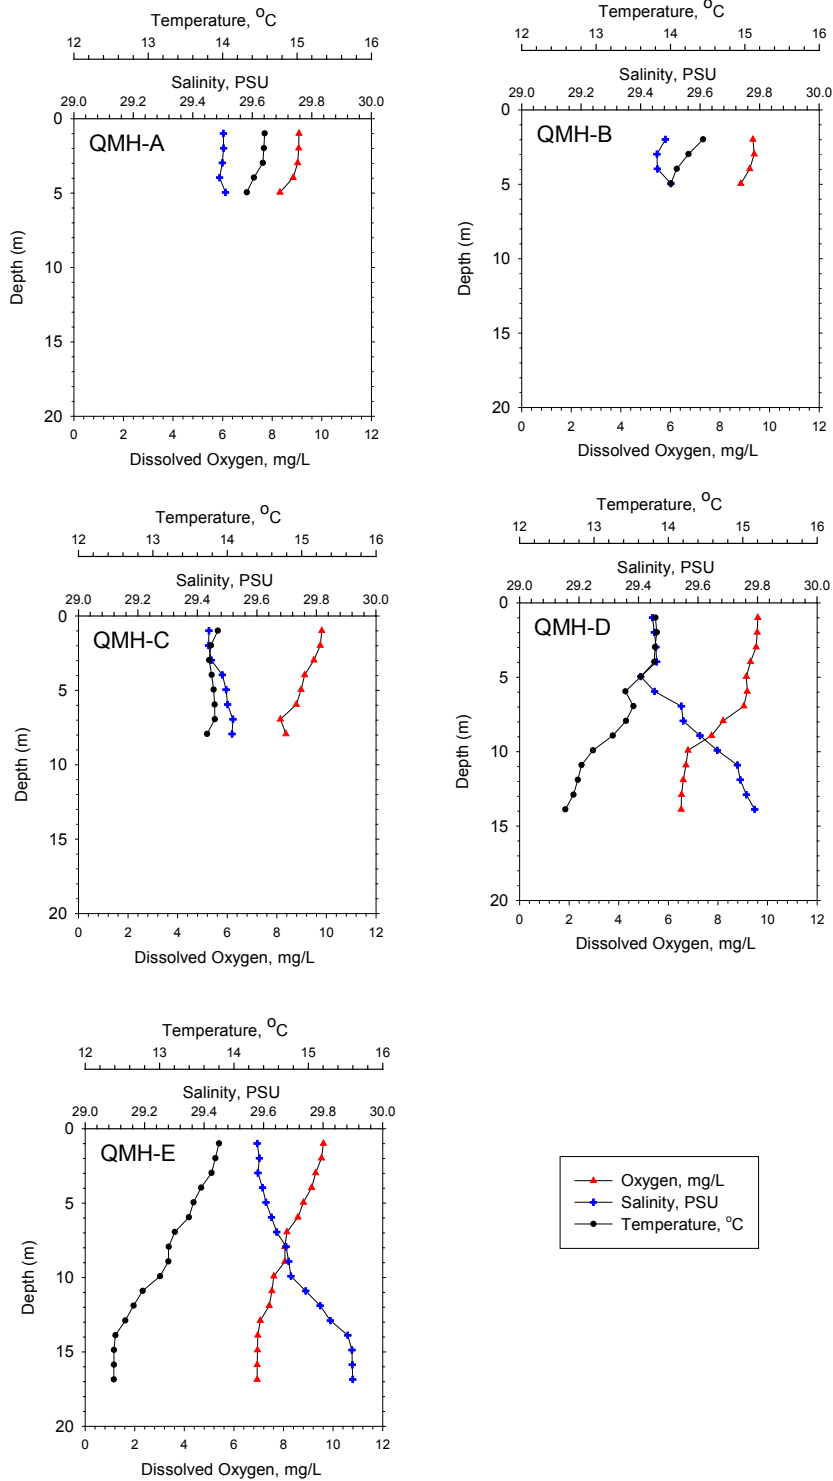 Temperature, °C
12 13 14 15 16
Salinity, PSU
29.0 29.2 29.4 29.6 29.8 30.0
QMH-A
Depth (m)
0
5
10
15
20
0 2 4 6 8 10 12
Dissolved Oxygen, mg/L
Temperature, °C
12 13 14 15 16
Salinity, PSU
29.0 29.2 29.4 29.6 29.8 30.0
QMH-B
Depth (m)
0
5
10
15
20
0 2 4 6 8 10 12
Dissolved Oxygen, mg/L
Temperature, °C
12 13 14 15 16
Salinity, PSU
29.0 29.2 29.4 29.6 29.8 30.0
QMH-C
Depth (m)
0
5
10
15
20
0 2 4 6 8 10 12
Dissolved Oxygen, mg/L
Temperature, °C
12 13 14 15 16
Salinity, PSU
29.0 29.2 29.4 29.6 29.8 30.0
QMH-D
Depth (m)
0
5
10
15
20
0 2 4 6 8 10 12
Dissolved Oxygen, mg/L
Temperature, °C
12 13 14 15 16
Salinity, PSU
29.0 29.2 29.4 29.6 29.8 30.0
QMH-E
Depth (m)
0
5
10
15
20
0 2 4 6 8 10 12
Dissolved Oxygen, mg/L
Oxygen, mg/L
Salinity, PSU
Temperature, °C